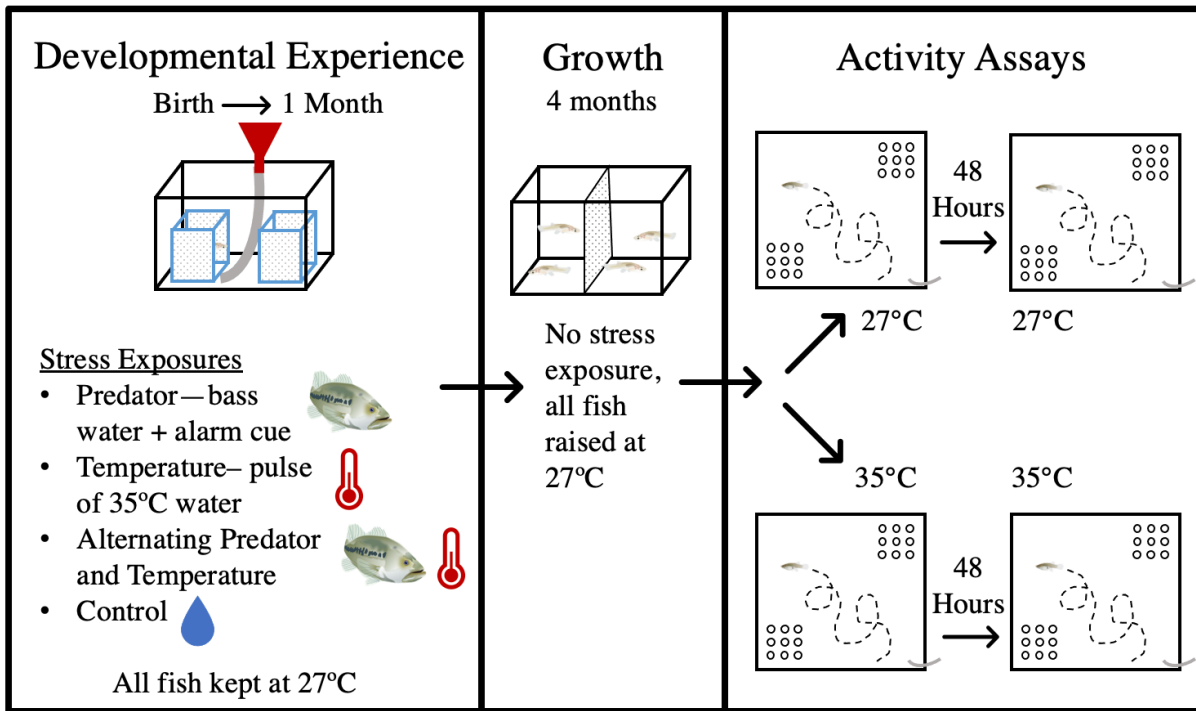 Developmental Experience
Birth → 1 Month
Stress Exposures
• Predator—bass
water + alarm cue
• Temperature– pulse
of 35ºC water
• Alternating Predator
and Temperature
• Control
All fish kept at 27ºC
Growth
4 months
No stress
exposure,
all fish
raised at
27ºC
Activity Assays
48
Hours
27°C
27°C
35°C
35°C
48
Hours